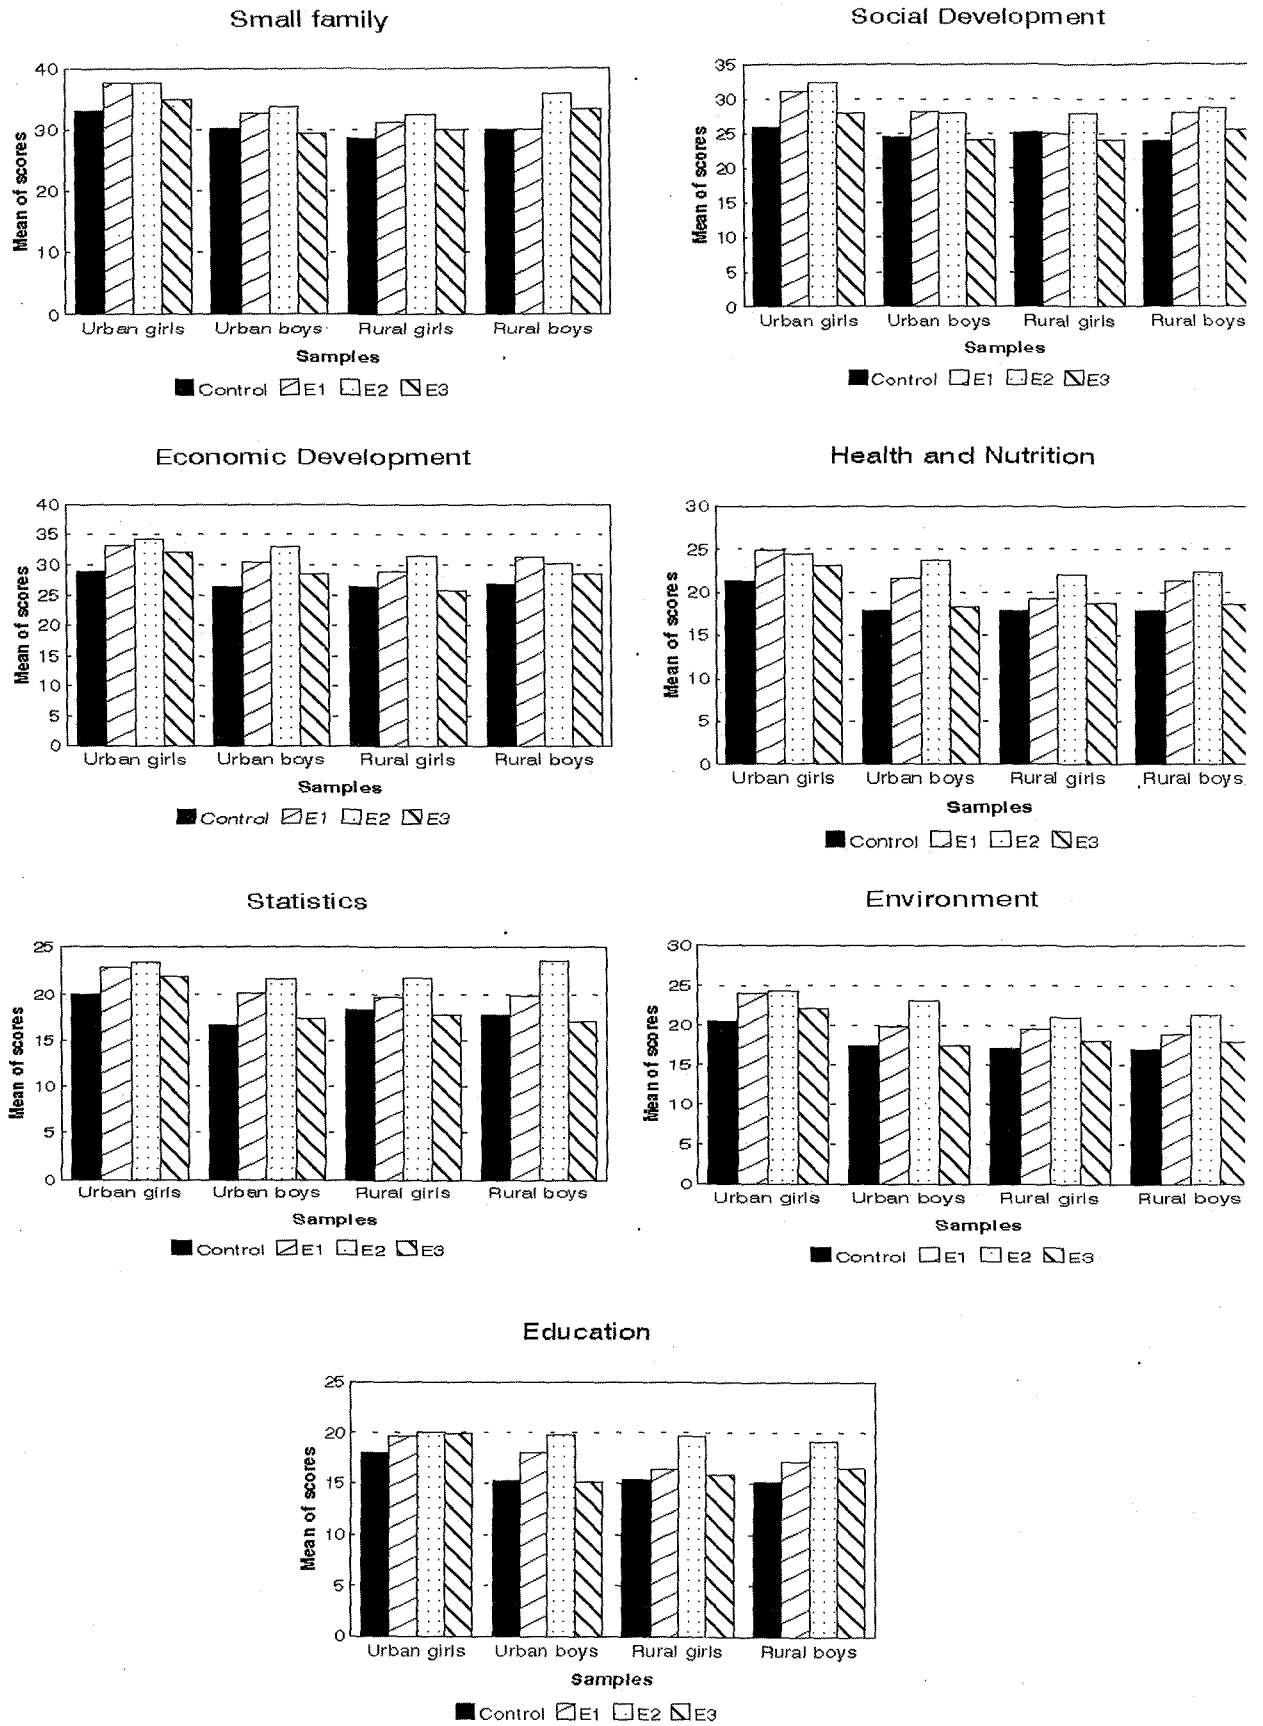 Small family
40
30
20
10
0
Mean of scores
Urban girls Urban boys Rural girls Rural boys
Samples
Control E1 E2 E3
Social Development
35
30
25
20
15
10
5
0
Mean of scores
Urban girls Urban boys Rural girls Rural boys
Samples
Control E1 E2 E3
Economic Development
40
35
30
25
20
15
10
5
0
Mean of scores
Urban girls Urban boys Rural girls Rural boys
Samples
Control E1 E2 E3
Health and Nutrition
30
25
20
15
10
5
0
Mean of scores
Urban girls Urban boys Rural girls Rural boys
Samples
Control E1 E2 E3
Statistics
25
20
15
10
5
0
Mean of scores
Urban girls Urban boys Rural girls Rural boys
Samples
Control E1 E2 E3
Environment
30
25
20
15
10
5
0
Mean of scores
Urban girls Urban boys Rural girls Rural boys
Samples
Control E1 E2 E3
Education
25
20
15
10
5
0
Mean of scores
Urban girls Urban boys Rural girls Rural boys
Samples
Control E1 E2 E3